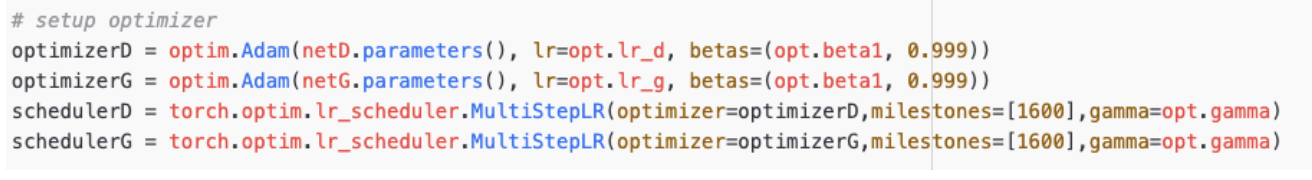 # setup optimizer
optimizerD = optim.Adam(netD.parameters(), lr=opt.lr_d, betas=(opt.beta1, 0.999))
optimizerG = optim.Adam(netG.parameters(), lr=opt.lr_g, betas=(opt.beta1, 0.999))
schedulerD = torch.optim.lr_scheduler.MultiStepLR(optimizer=optimizerD,milestones=[1600],gamma=opt.gamma)
schedulerG = torch.optim.lr_scheduler.MultiStepLR(optimizer=optimizerG,milestones=[1600],gamma=opt.gamma)